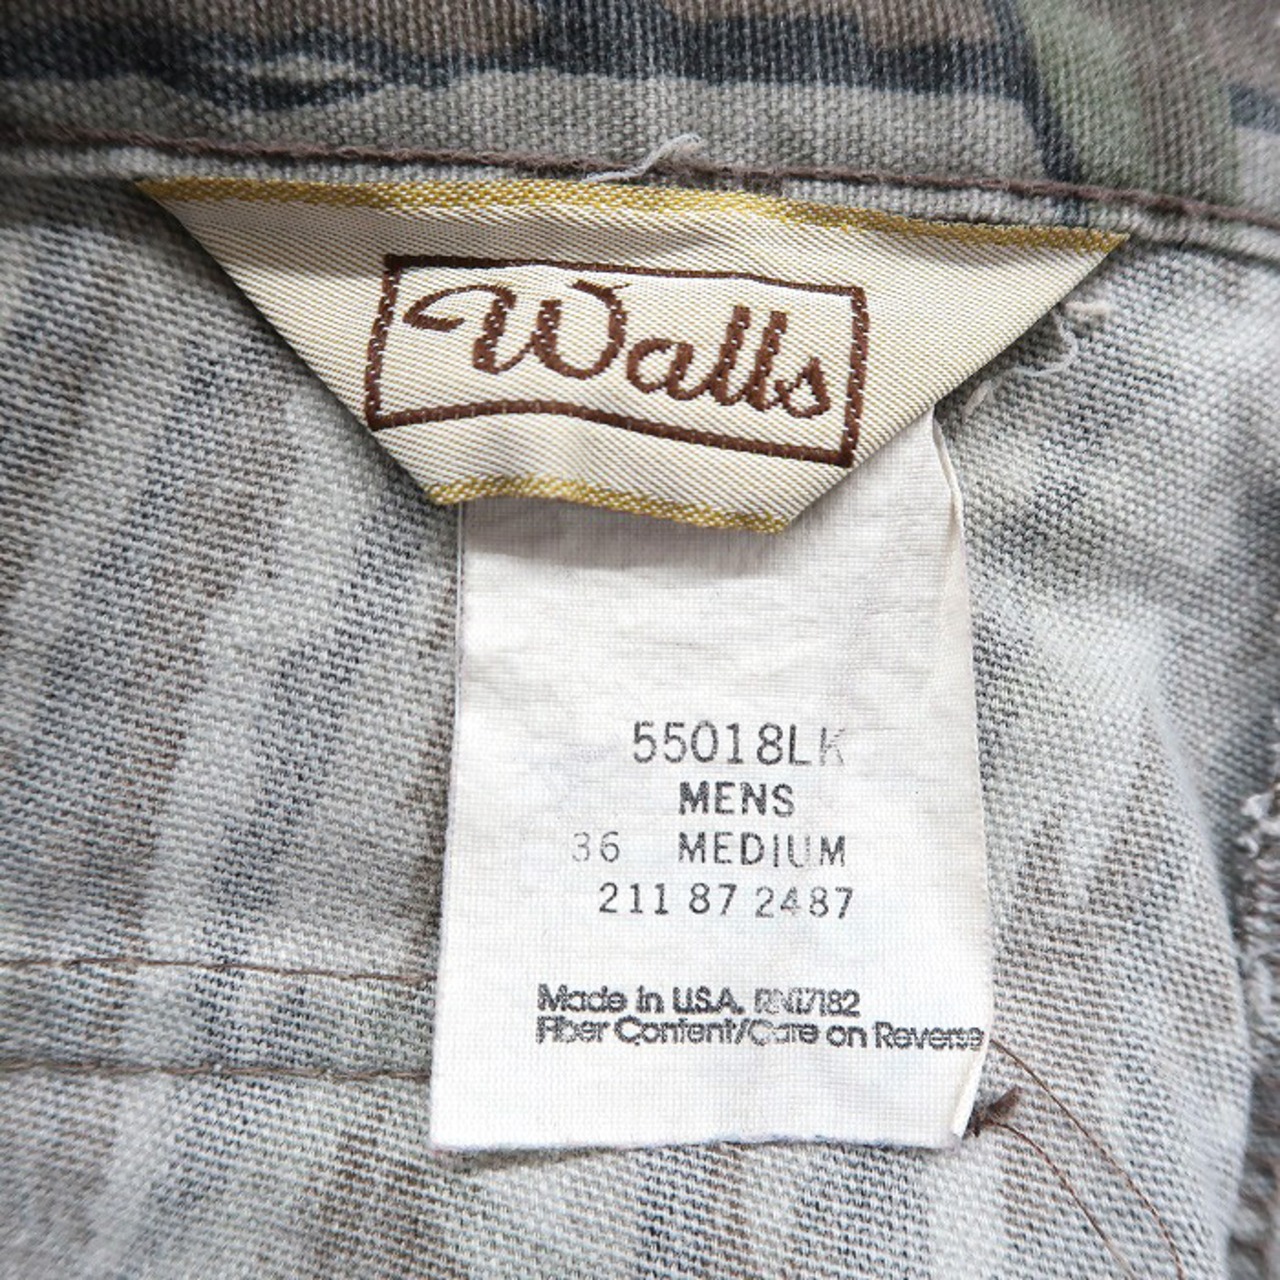 Walls
55018LK
MENS
36 MEDIUM
211 87 2487
Made in U.S.A. RN17182
Fiber Content/Care on Reverse